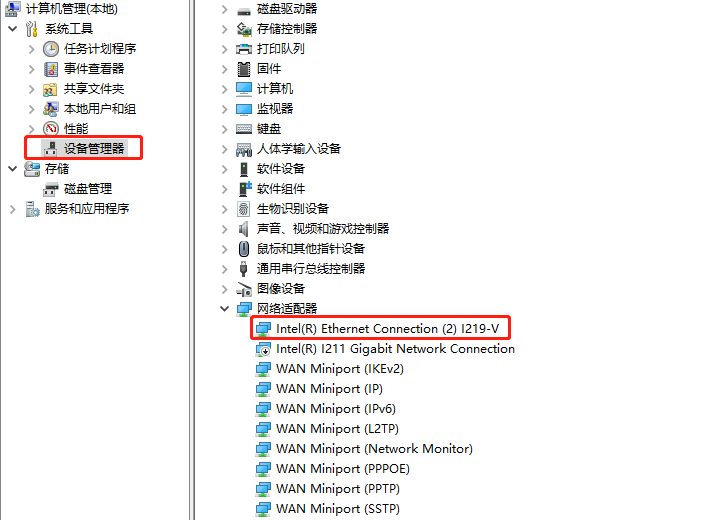 计算机管理(本地)
系统工具
任务计划程序
事件查看器
共享文件夹
本地用户和组
性能
设备管理器
存储
磁盘管理
服务和应用程序
磁盘驱动器
存储控制器
打印队列
固件
计算机
监视器
键盘
人体学输入设备
软件设备
软件组件
生物识别设备
声音、视频和游戏控制器
鼠标和其他指针设备
通用串行总线控制器
图像设备
网络适配器
Intel(R) Ethernet Connection (2) I219-V
Intel(R) I211 Gigabit Network Connection
WAN Miniport (IKEv2)
WAN Miniport (IP)
WAN Miniport (IPv6)
WAN Miniport (L2TP)
WAN Miniport (Network Monitor)
WAN Miniport (PPPOE)
WAN Miniport (PPTP)
WAN Miniport (SSTP)